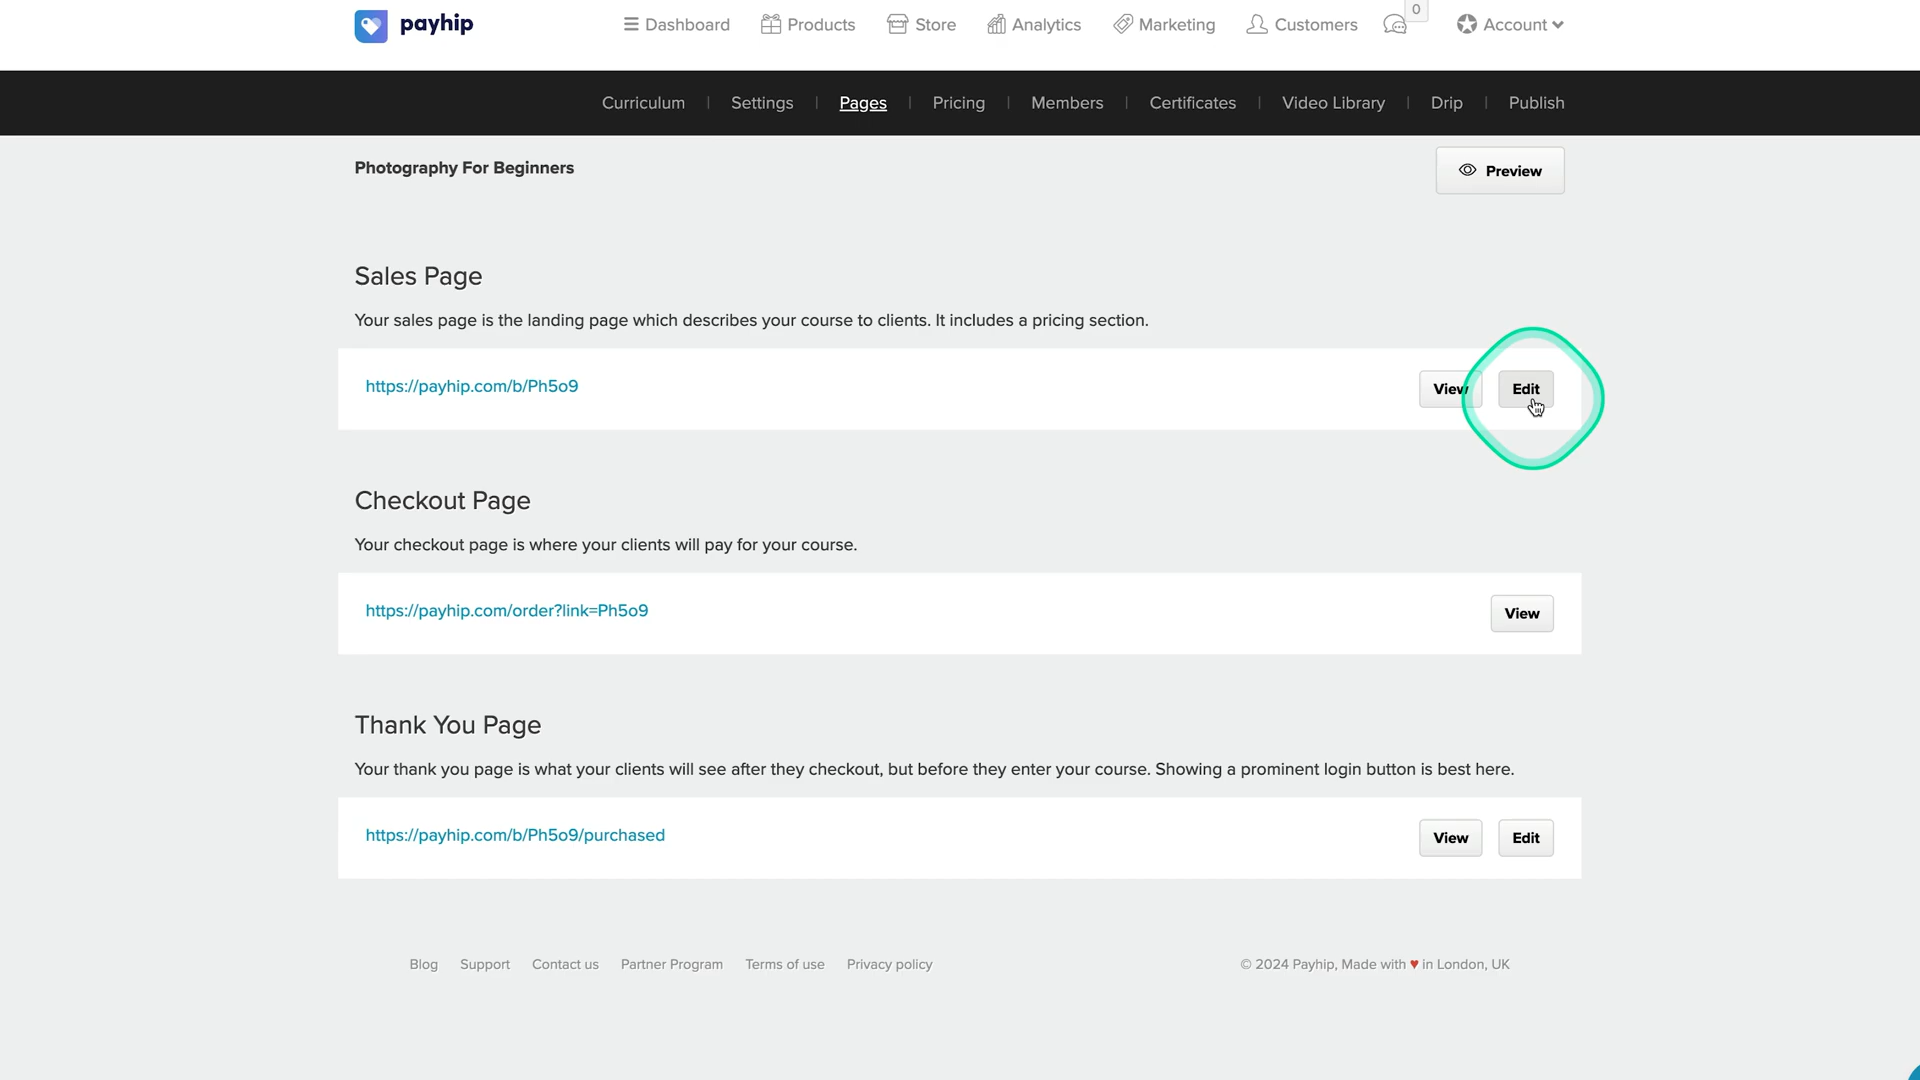 payhip
Dashboard Products Store Analytics Marketing Customers 0 Account
Curriculum | Settings | Pages | Pricing | Members | Certificates | Video Library | Drip | Publish
Photography For Beginners
Preview
Sales Page
Your sales page is the landing page which describes your course to clients. It includes a pricing section.
https://payhip.com/b/Ph5o9 View Edit
Checkout Page
Your checkout page is where your clients will pay for your course.
https://payhip.com/order?link=Ph5o9 View
Thank You Page
Your thank you page is what your clients will see after they checkout, but before they enter your course. Showing a prominent login button is best here.
https://payhip.com/b/Ph5o9/purchased View Edit
Blog Support Contact us Partner Program Terms of use Privacy policy © 2024 Payhip, Made with ♥ in London, UK